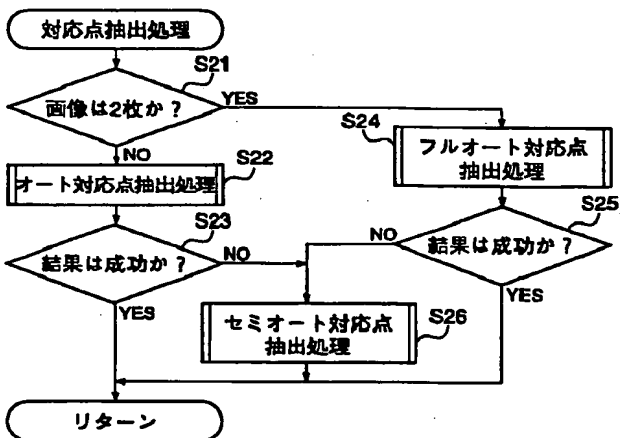 対応点抽出処理
S21
画像は2枚か？
YES
NO
S24
フルオート対応点
抽出処理
S22
オート対応点抽出処理
S25
結果は成功か？
NO
YES
S23
結果は成功か？
NO
YES
S26
セミオート対応点
抽出処理
リターン